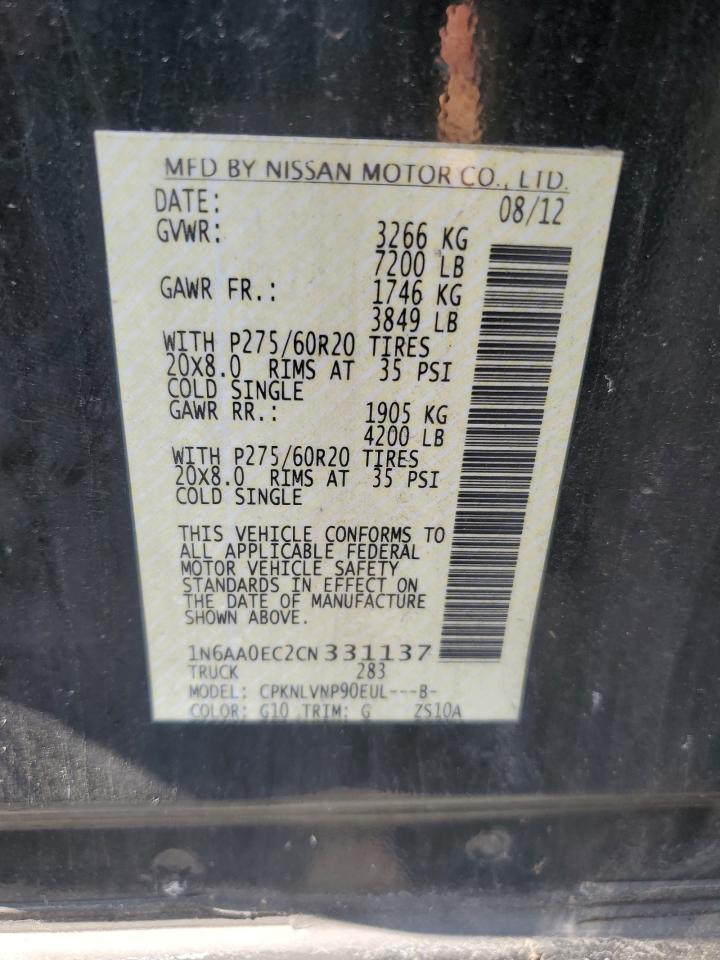 MFD BY NISSAN MOTOR CO., LTD.
DATE: 08/12
GVWR: 3266 KG
7200 LB
GAWR FR.: 1746 KG
3849 LB
WITH P275/60R20 TIRES
20X8.0 RIMS AT 35 PSI
COLD SINGLE
GAWR RR.: 1905 KG
4200 LB
WITH P275/60R20 TIRES
20X8.0 RIMS AT 35 PSI
COLD SINGLE
THIS VEHICLE CONFORMS TO
ALL APPLICABLE FEDERAL
MOTOR VEHICLE SAFETY
STANDARDS IN EFFECT ON
THE DATE OF MANUFACTURE
SHOWN ABOVE.
1N6AA0EC2CN331137
TRUCK 283
MODEL: CPKNLVNP90EUL---B-
COLOR: G10 TRIM: G ZS10A